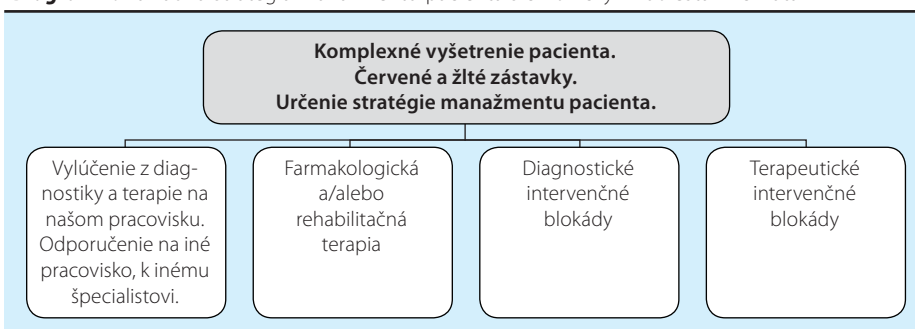 Komplexné vyšetrenie pacienta.
Červené a žlté zástavky.
Určenie stratégie manažmentu pacienta.
Vylúčenie z diag-
nostiky a terapie na
našom pracovisku.
Odporučenie na iné
pracovisko, k inému
špecialistovi.
Farmakologická
a/alebo
rehabilitačná
terapia
Diagnostické
intervenčné
blokády
Terapeutické
intervenčné
blokády